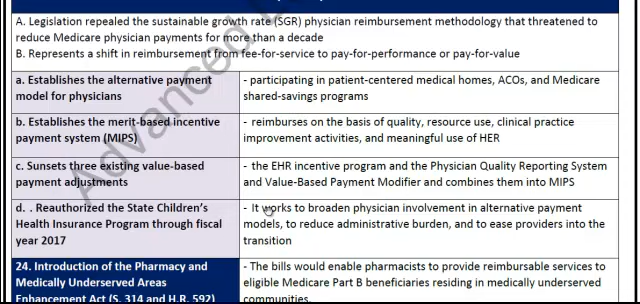 A. Legislation repealed the sustainable growth rate (SGR) physician reimbursement methodology that threatened to
reduce Medicare physician payments for more than a decade
B. Represents a shift in reimbursement from fee-for-service to pay-for-performance or pay-for-value
a. Establishes the alternative payment
model for physicians
- participating in patient-centered medical homes, ACOs, and Medicare
shared-savings programs
b. Establishes the merit-based incentive
payment system (MIPS)
- reimburses on the basis of quality, resource use, clinical practice
improvement activities, and meaningful use of HER
c. Sunsets three existing value-based
payment adjustments
- the EHR incentive program and the Physician Quality Reporting System
and Value-Based Payment Modifier and combines them into MIPS
d. . Reauthorized the State Children's
Health Insurance Program through fiscal
year 2017
- It works to broaden physician involvement in alternative payment
models, to reduce administrative burden, and to ease providers into the
transition
24. Introduction of the Pharmacy and
Medically Underserved Areas
Enhancement Act (S. 314 and H.R. 592)
- The bills would enable pharmacists to provide reimbursable services to
eligible Medicare Part B beneficiaries residing in medically underserved
communities.
Advanced